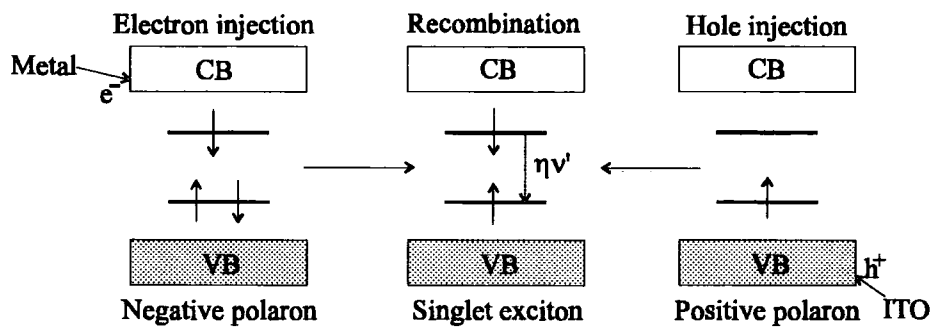 Electron injection Recombination Hole injection
Metal CB CB CB
e⁻
ην'
VB VB VB h⁺
Negative polaron Singlet exciton Positive polaron ITO